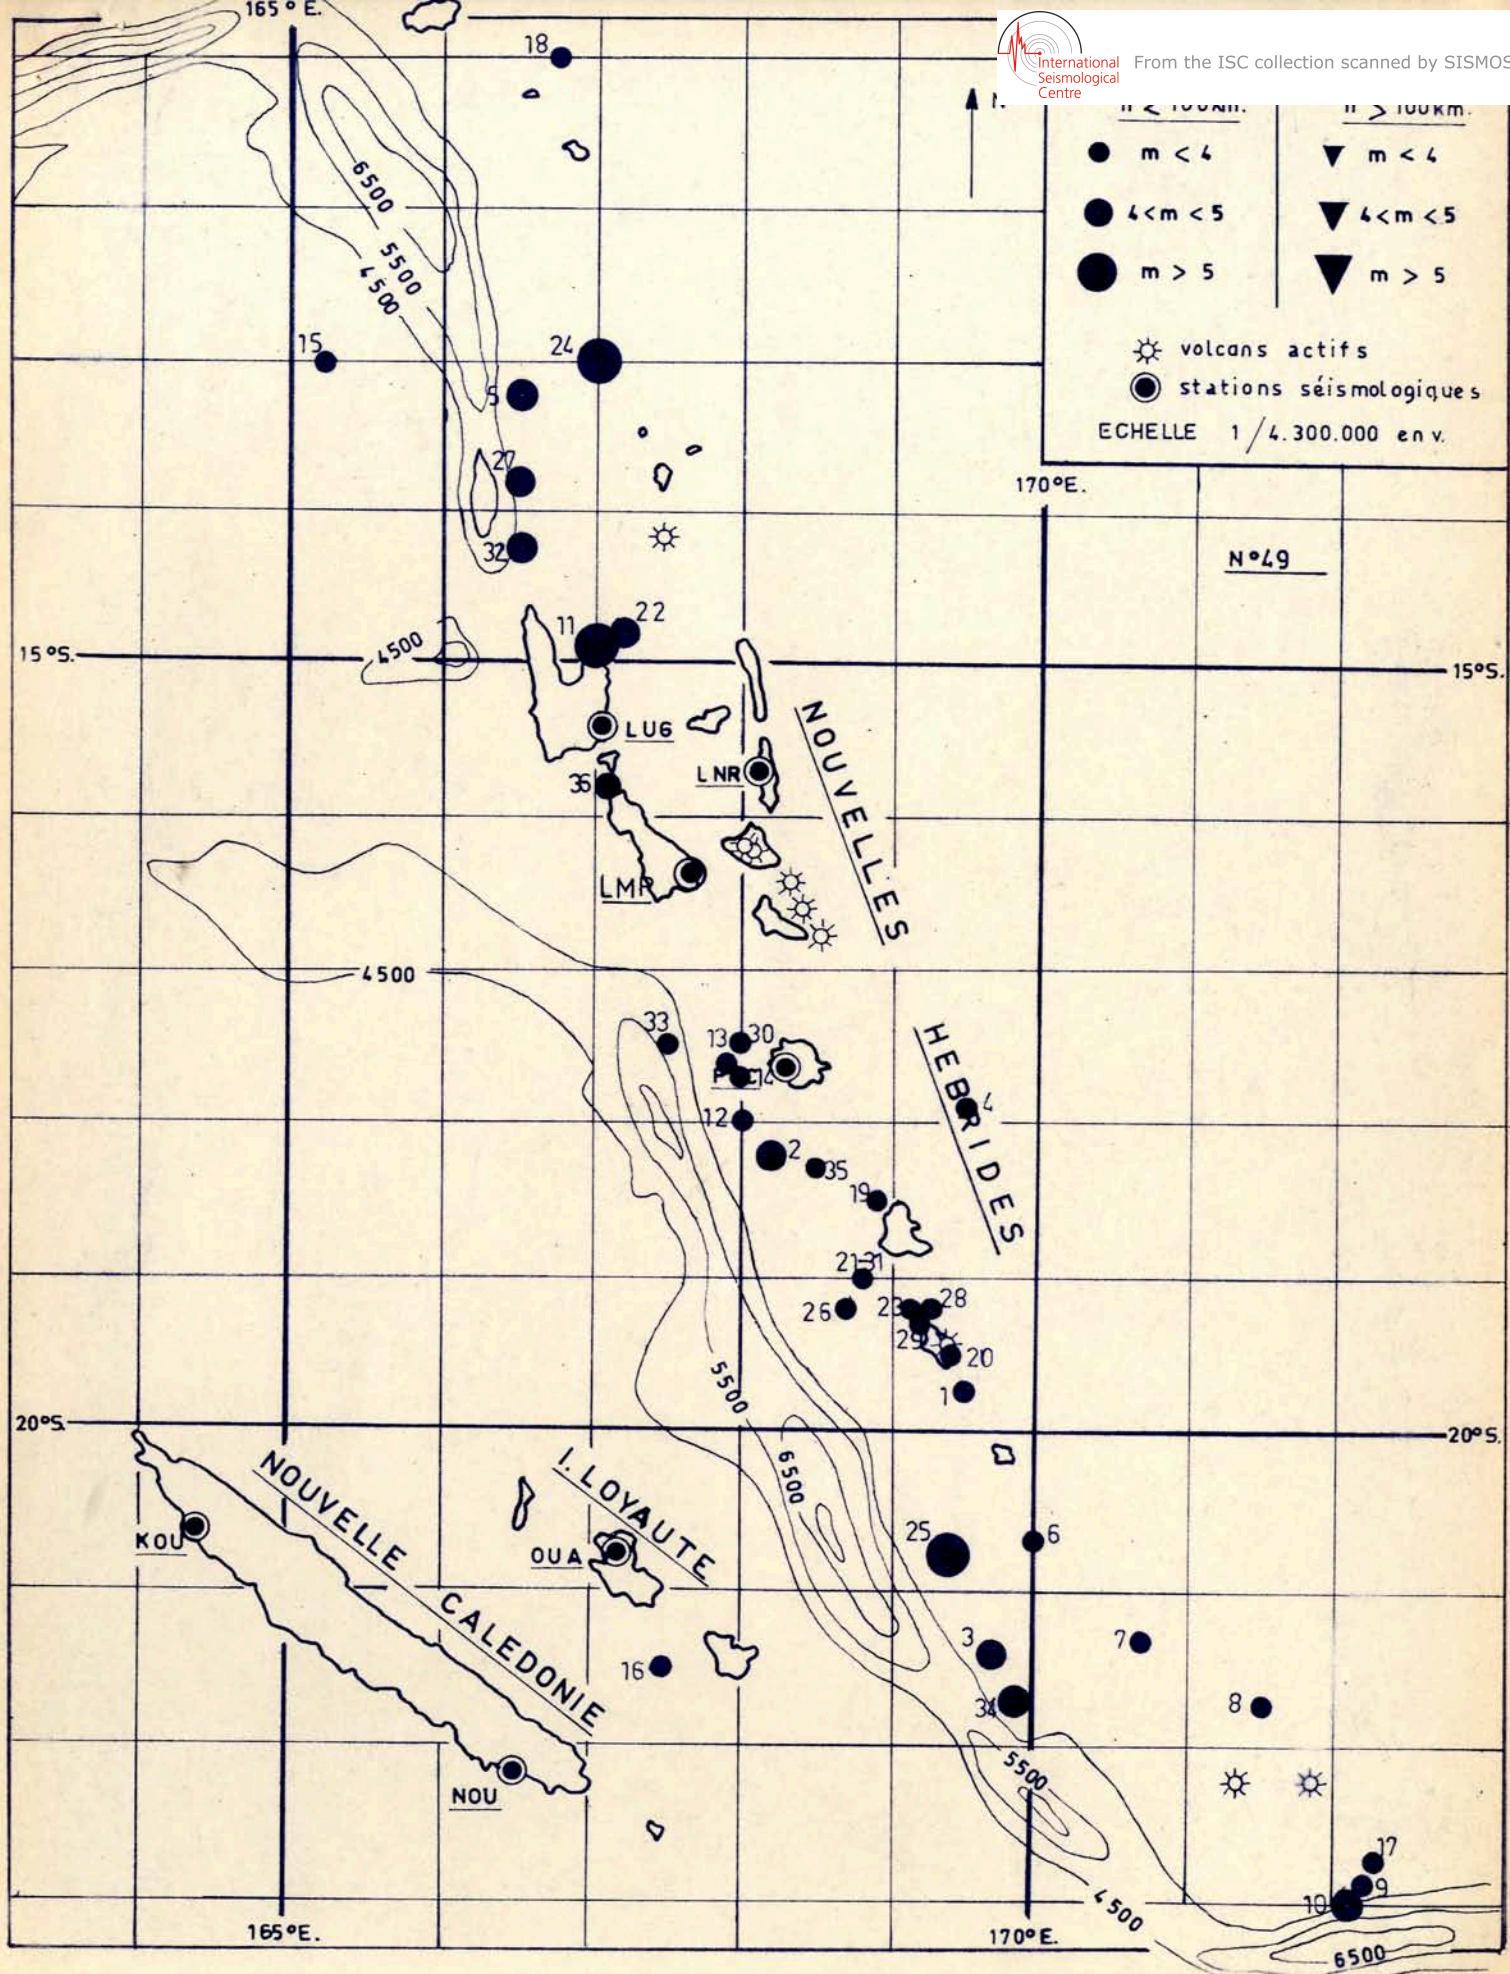 165° E.
International
Seismological
Centre
From the ISC collection scanned by SISMOS
18
N
h < 100km.
h > 100km.
m < 4
m < 4
4<m < 5
4<m < 5
m > 5
m > 5
volcans actifs
stations séismologiques
ECHELLE 1/4.300.000 env.
6500
5500
4500
15
24
5
27
32
170°E.
N°49
11
22
15°S.
4500
15°S.
LUG
LNR
36
LMP
NOUVELLES
HEBRIDES
4500
33
13
30
14
4
12
2
35
19
21-31
26
23
28
29
20
1
5500
20°S.
20°S.
6500
NOUVELLE CALEDONIE
I. LOYAUTE
KOU
OUA
25
6
3
7
16
34
8
5500
NOU
17
9
10
4500
165°E.
170°E.
6500